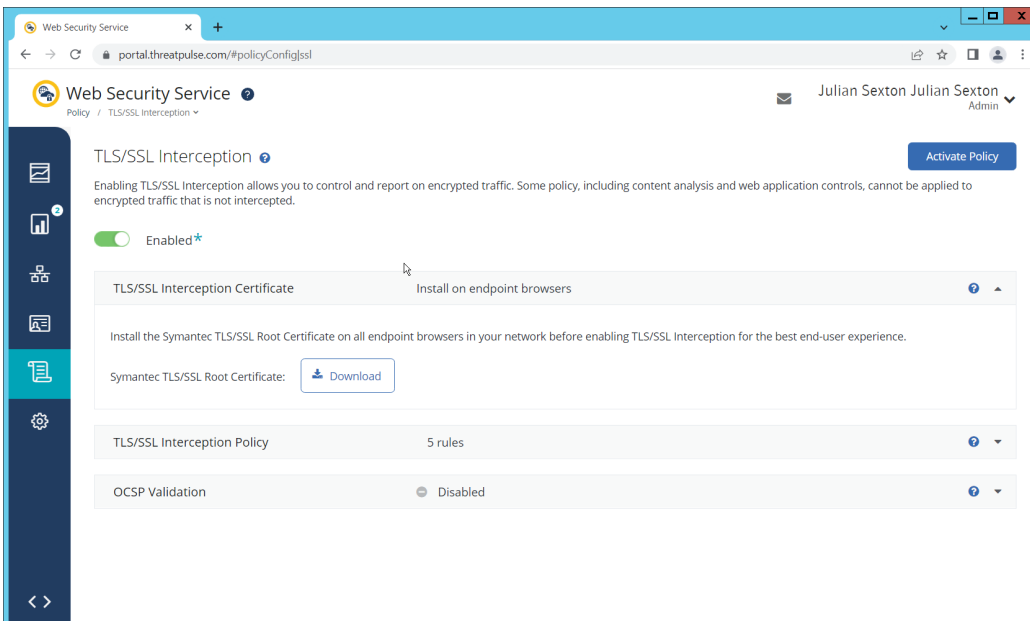 Web Security Service
portal.threatpulse.com/#policyConfig|ssl
Web Security Service ?
Julian Sexton Julian Sexton
Admin
Policy / TLS/SSL Interception
2
TLS/SSL Interception ?
Activate Policy
Enabling TLS/SSL Interception allows you to control and report on encrypted traffic. Some policy, including content analysis and web application controls, cannot be applied to
encrypted traffic that is not intercepted.
Enabled*
TLS/SSL Interception Certificate Install on endpoint browsers ?
Install the Symantec TLS/SSL Root Certificate on all endpoint browsers in your network before enabling TLS/SSL Interception for the best end-user experience.
Symantec TLS/SSL Root Certificate: Download
TLS/SSL Interception Policy 5 rules ?
OCSP Validation Disabled ?